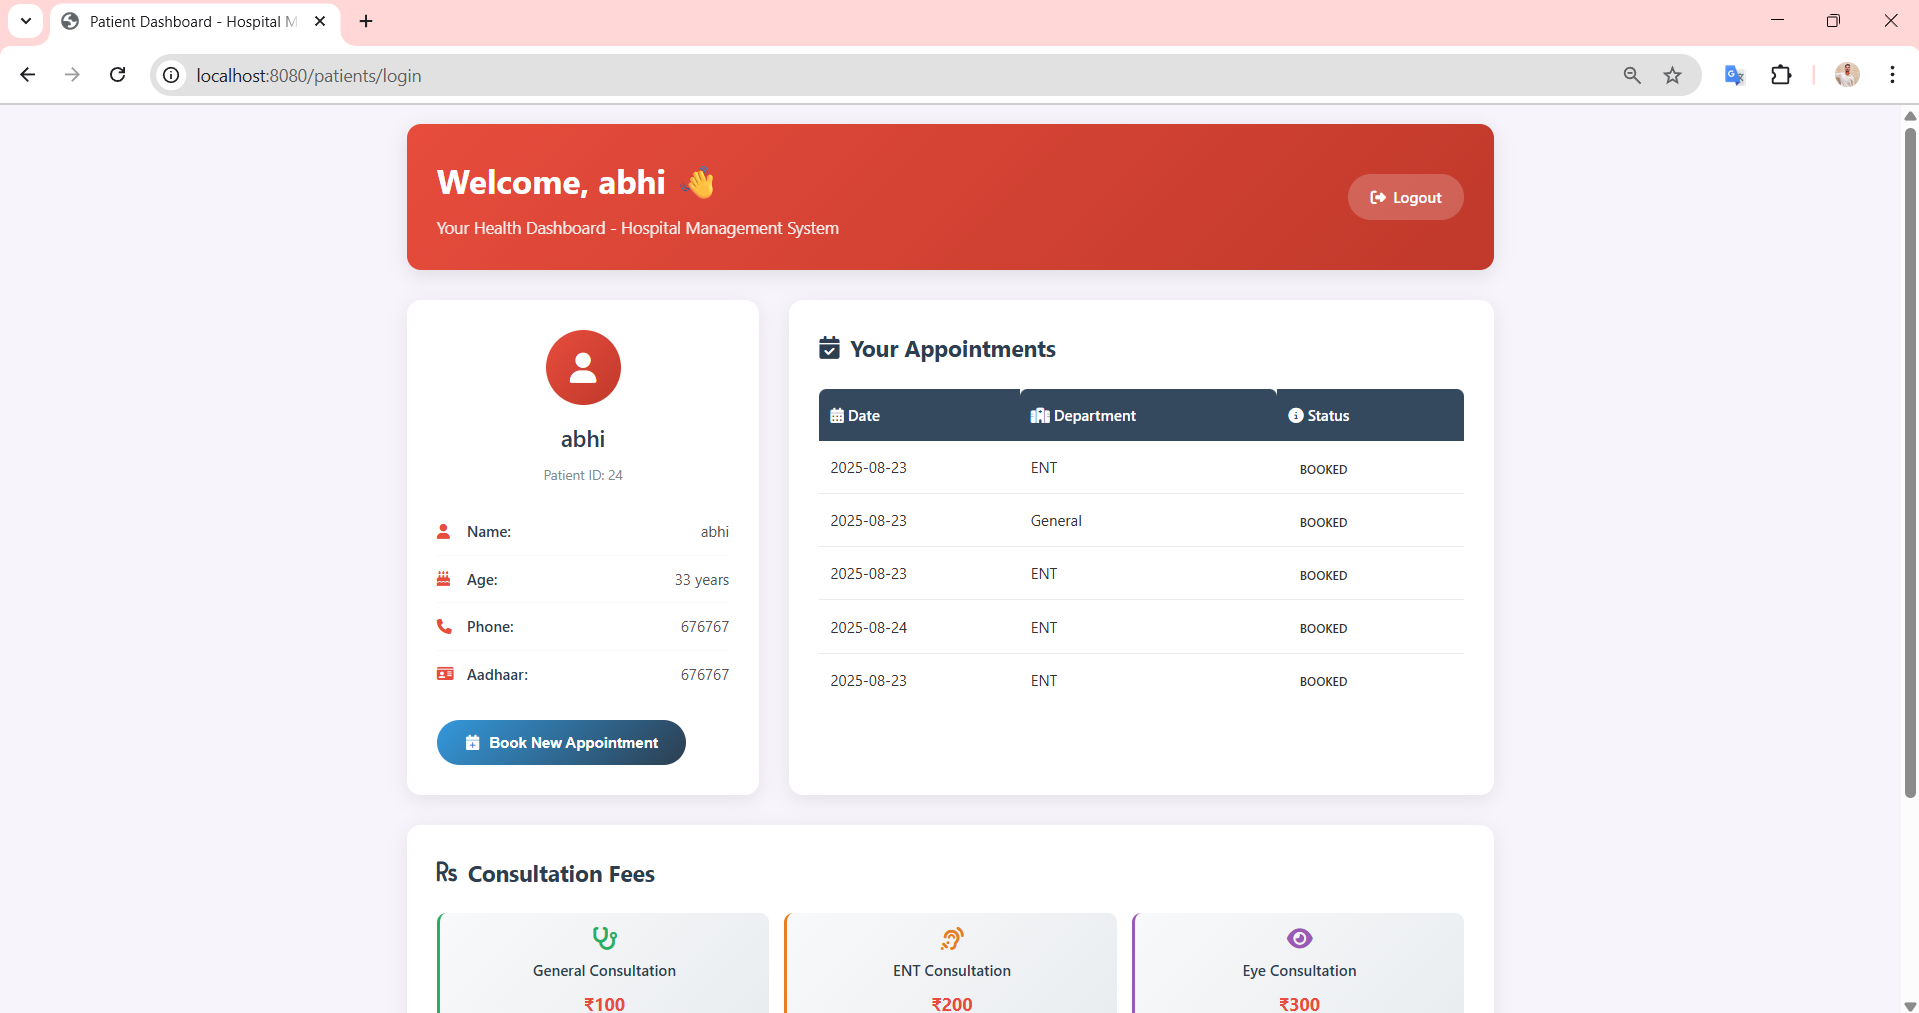 Patient Dashboard - Hospital M
localhost:8080/patients/login
Welcome, abhi 👋
Your Health Dashboard - Hospital Management System
Logout
abhi
Patient ID: 24
Name: abhi
Age: 33 years
Phone: 676767
Aadhaar: 676767
Book New Appointment
Your Appointments
Date Department Status
2025-08-23 ENT BOOKED
2025-08-23 General BOOKED
2025-08-23 ENT BOOKED
2025-08-24 ENT BOOKED
2025-08-23 ENT BOOKED
₨ Consultation Fees
General Consultation
₹100
ENT Consultation
₹200
Eye Consultation
₹300